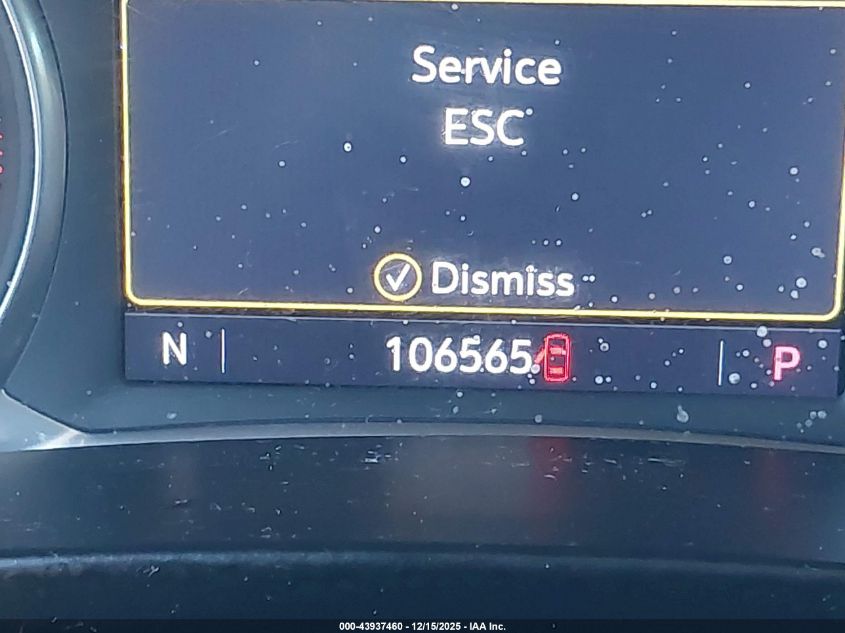 Service
ESC
Dismiss
N 106565 P
000-43937460 - 12/15/2025 - IAA Inc.